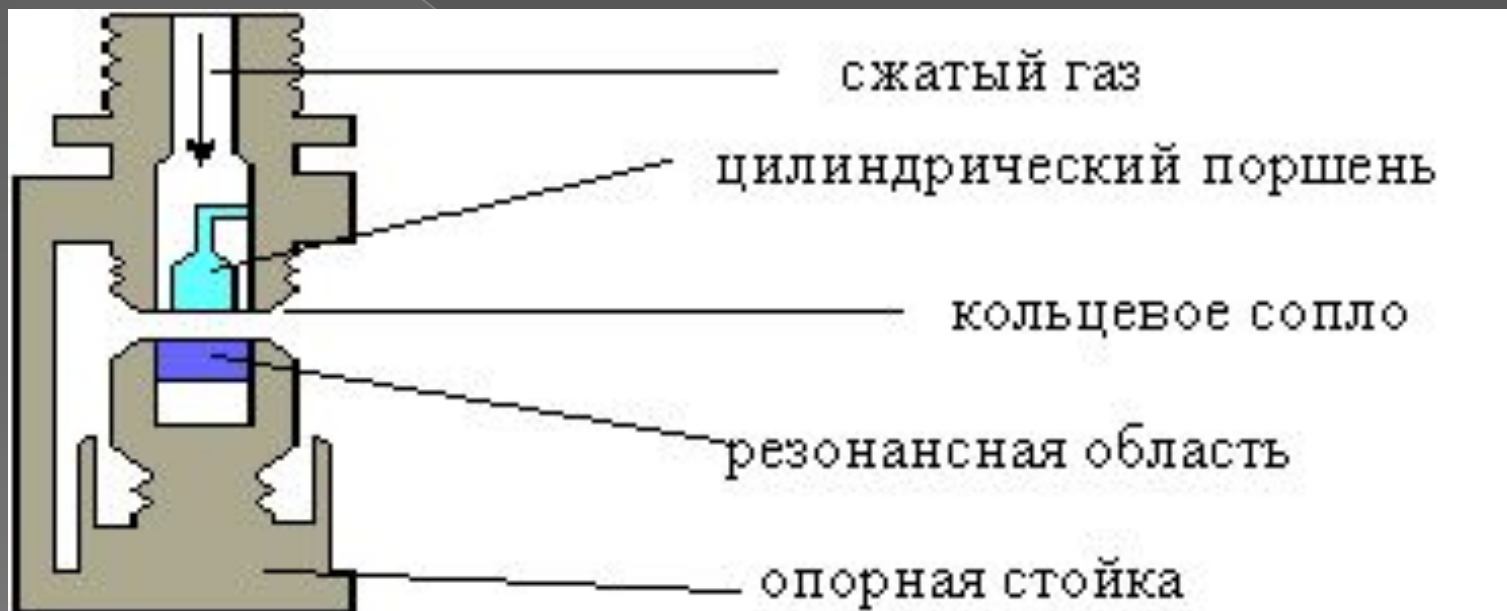 сжатый газ
цилиндрический поршень
кольцевое сопло
резонансная область
опорная стойка